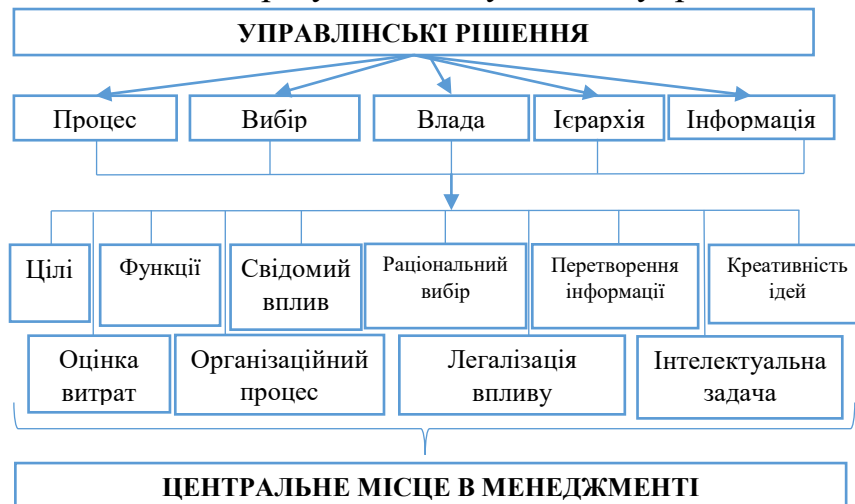 УПРАВЛІНСЬКІ РІШЕННЯ
Процес
Вибір
Влада
Ієрархія
Інформація
Цілі
Функції
Свідомий
вплив
Раціональний
вибір
Перетворення
інформації
Креативність
ідей
Оцінка
витрат
Організаційний
процес
Легалізація
впливу
Інтелектуальна
задача
ЦЕНТРАЛЬНЕ МІСЦЕ В МЕНЕДЖМЕНТІ